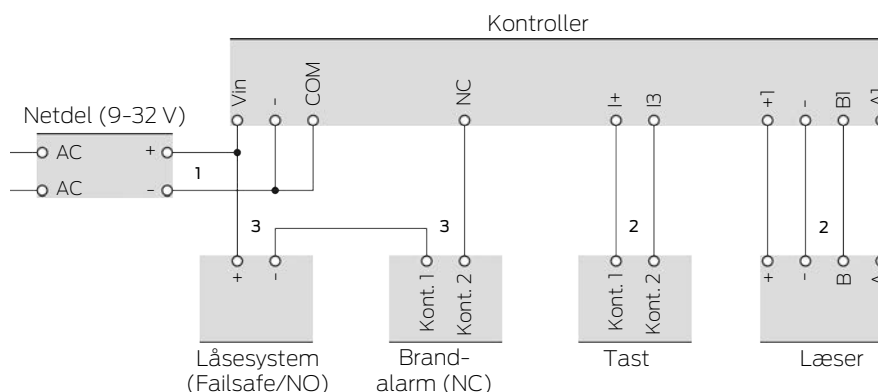 Kontroller
Vin
-
COM
NC
I+
I3
+1
-
B1
A1
Netdel (9-32 V)
AC
+
AC
-
1
3
3
2
2
+
-
Kont. 1
Kont. 2
Kont. 1
Kont. 2
+
-
B
A
Låsesystem
(Failsafe/NO)
Brand-
alarm (NC)
Tast
Læser